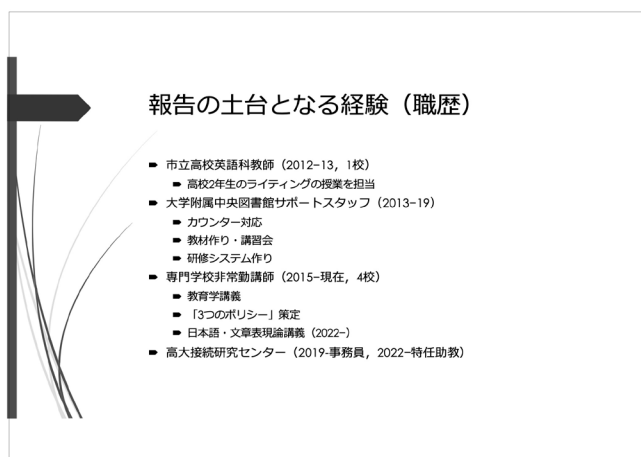 報告の土台となる経験（職歴）
市立高校英語科教師（2012−13，1校）
高校2年生のライティングの授業を担当
大学附属中央図書館サポートスタッフ（2013−19）
カウンター対応
教材作り・講習会
研修システム作り
専門学校非常勤講師（2015−現在，4校）
教育学講義
「3つのポリシー」策定
日本語・文章表現論講義（2022−）
高大接続研究センター（2019-事務員，2022−特任助教）